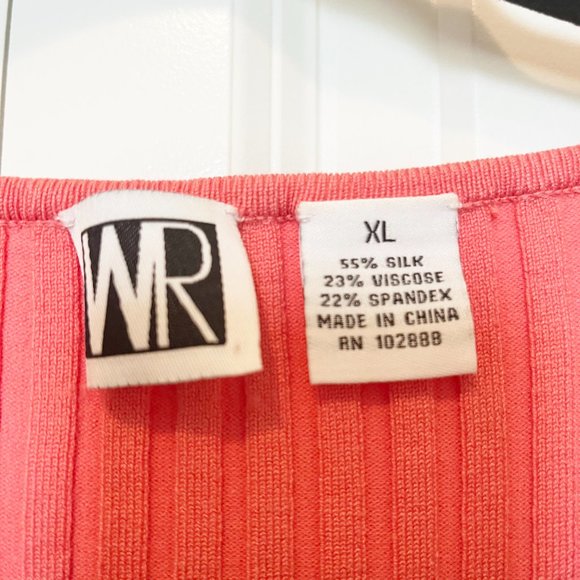 WR
XL
55% SILK
23% VISCOSE
22% SPANDEX
MADE IN CHINA
RN 102888